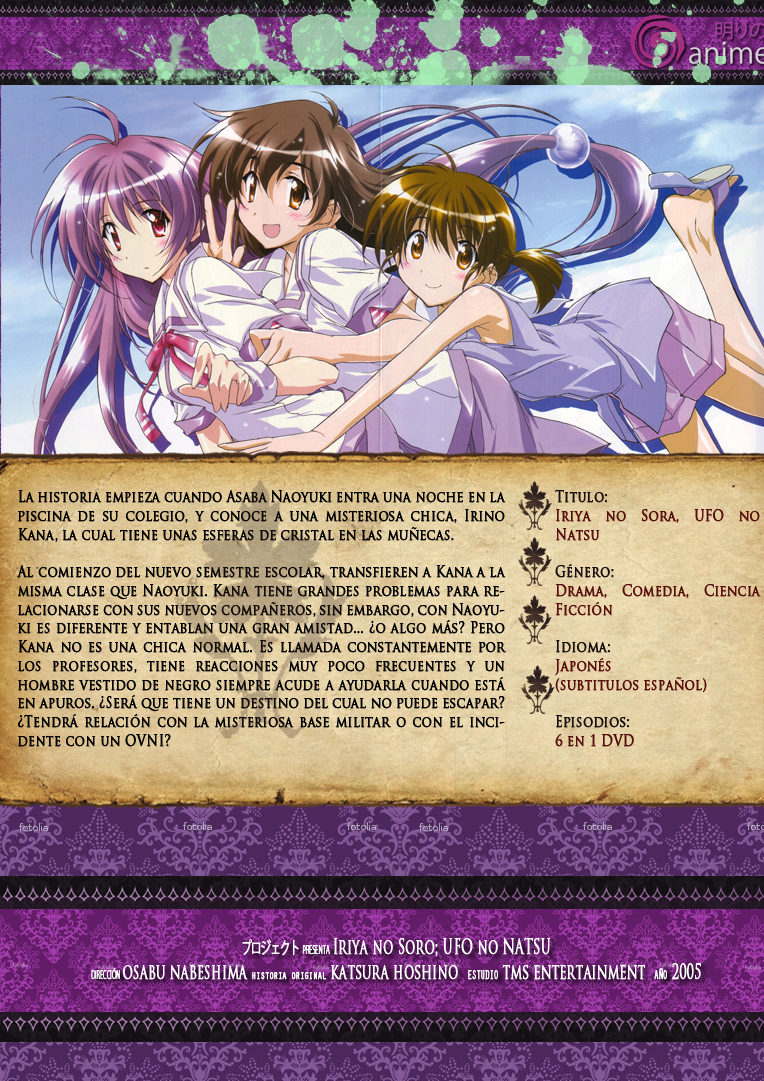 明りの
anime
LA HISTORIA EMPIEZA CUANDO ASABA NAOYUKI ENTRA UNA NOCHE EN LA
PISCINA DE SU COLEGIO, Y CONOCE A UNA MISTERIOSA CHICA, IRINO
KANA, LA CUAL TIENE UNAS ESFERAS DE CRISTAL EN LAS MUÑECAS.
AL COMIENZO DEL NUEVO SEMESTRE ESCOLAR, TRANSFIEREN A KANA A LA
MISMA CLASE QUE NAOYUKI. KANA TIENE GRANDES PROBLEMAS PARA RE-
LACIONARSE CON SUS NUEVOS COMPAÑEROS, SIN EMBARGO, CON NAOYU-
KI ES DIFERENTE Y ENTABLAN UNA GRAN AMISTAD... ¿O ALGO MÁS? PERO
KANA NO ES UNA CHICA NORMAL. ES LLAMADA CONSTANTEMENTE POR
LOS PROFESORES, TIENE REACCIONES MUY POCO FRECUENTES Y UN
HOMBRE VESTIDO DE NEGRO SIEMPRE ACUDE A AYUDARLA CUANDO ESTÁ
EN APUROS. ¿SERÁ QUE TIENE UN DESTINO DEL CUAL NO PUEDE ESCAPAR?
¿TENDRÁ RELACIÓN CON LA MISTERIOSA BASE MILITAR O CON EL INCI-
DENTE CON UN OVNI?
TITULO:
IRIYA NO SORA, UFO NO
NATSU
GÉNERO:
DRAMA, COMEDIA, CIENCIA
FICCIÓN
IDIOMA:
JAPONÉS
(SUBTITULOS ESPAÑOL)
EPISODIOS:
6 EN 1 DVD
fotolia fotolia fotolia fotolia fotolia foto
プロジェクト PRESENTA IRIYA NO SORO; UFO NO NATSU
DIRECCIÓN OSABU NABESHIMA HISTORIA ORIGINAL KATSURA HOSHINO ESTUDIO TMS ENTERTAINMENT AÑO 2005